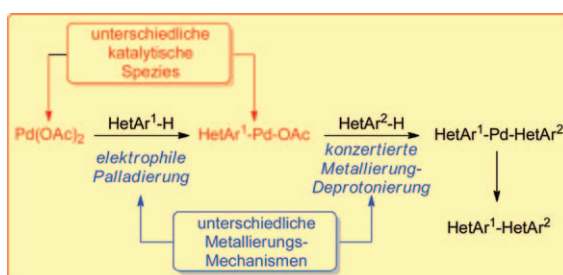 unterschiedliche
katalytische
Spezies
Pd(OAc)₂
HetAr¹-H
elektrophile
Palladierung
HetAr¹-Pd-OAc
HetAr²-H
konzertierte
Metallierung-
Deprotonierung
HetAr¹-Pd-HetAr²
HetAr¹-HetAr²
unterschiedliche
Metallierungs-
Mechanismen